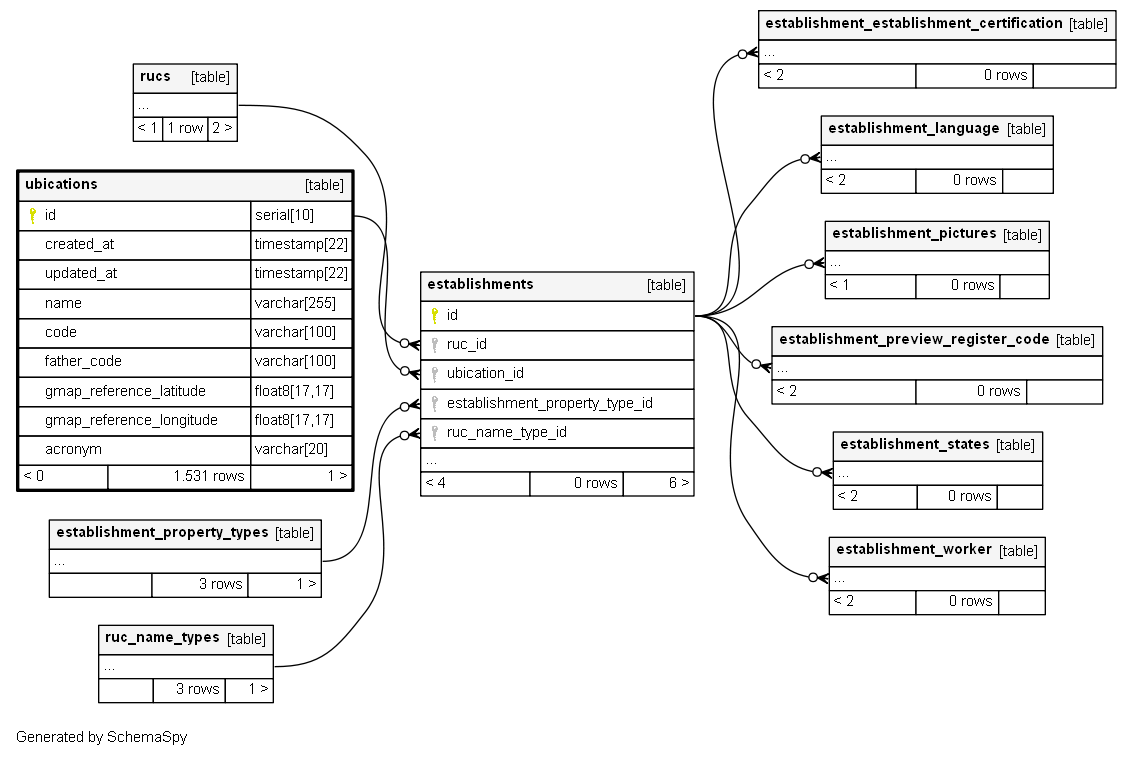 rucs [table]
...
< 1 1 row 2 >
ubications [table]
id serial[10]
created_at timestamp[22]
updated_at timestamp[22]
name varchar[255]
code varchar[100]
father_code varchar[100]
gmap_reference_latitude float8[17,17]
gmap_reference_longitude float8[17,17]
acronym varchar[20]
< 0 1.531 rows 1 >
establishment_property_types [table]
...
3 rows 1 >
ruc_name_types [table]
...
3 rows 1 >
establishments [table]
id
ruc_id
ubication_id
establishment_property_type_id
ruc_name_type_id
...
< 4 0 rows 6 >
establishment_establishment_certification [table]
...
< 2 0 rows
establishment_language [table]
...
< 2 0 rows
establishment_pictures [table]
...
< 1 0 rows
establishment_preview_register_code [table]
...
< 2 0 rows
establishment_states [table]
...
< 2 0 rows
establishment_worker [table]
...
< 2 0 rows
Generated by SchemaSpy